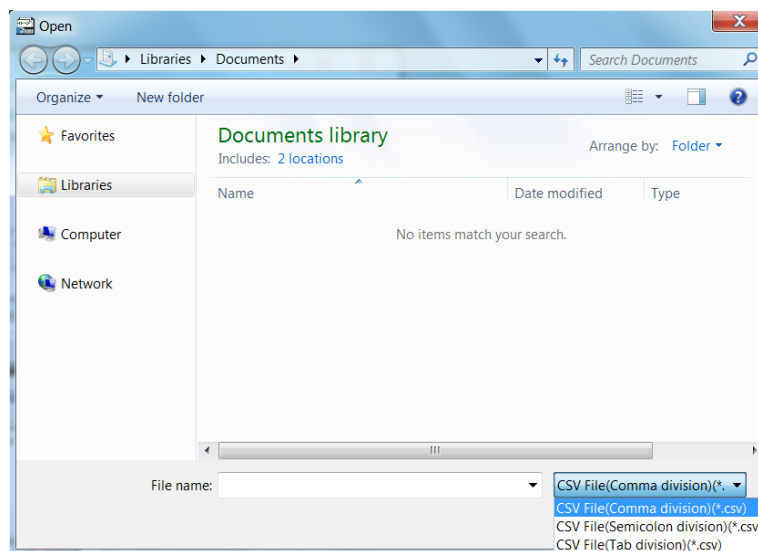 Open
Libraries Documents
Search Documents
Organize New folder
Favorites
Documents library
Includes: 2 locations
Arrange by: Folder
Libraries
Name Date modified Type
Computer
No items match your search.
Network
File name:
CSV File(Comma division)(*.
CSV File(Comma division)(*.csv)
CSV File(Semicolon division)(*.csv
CSV File(Tab division)(*.csv)